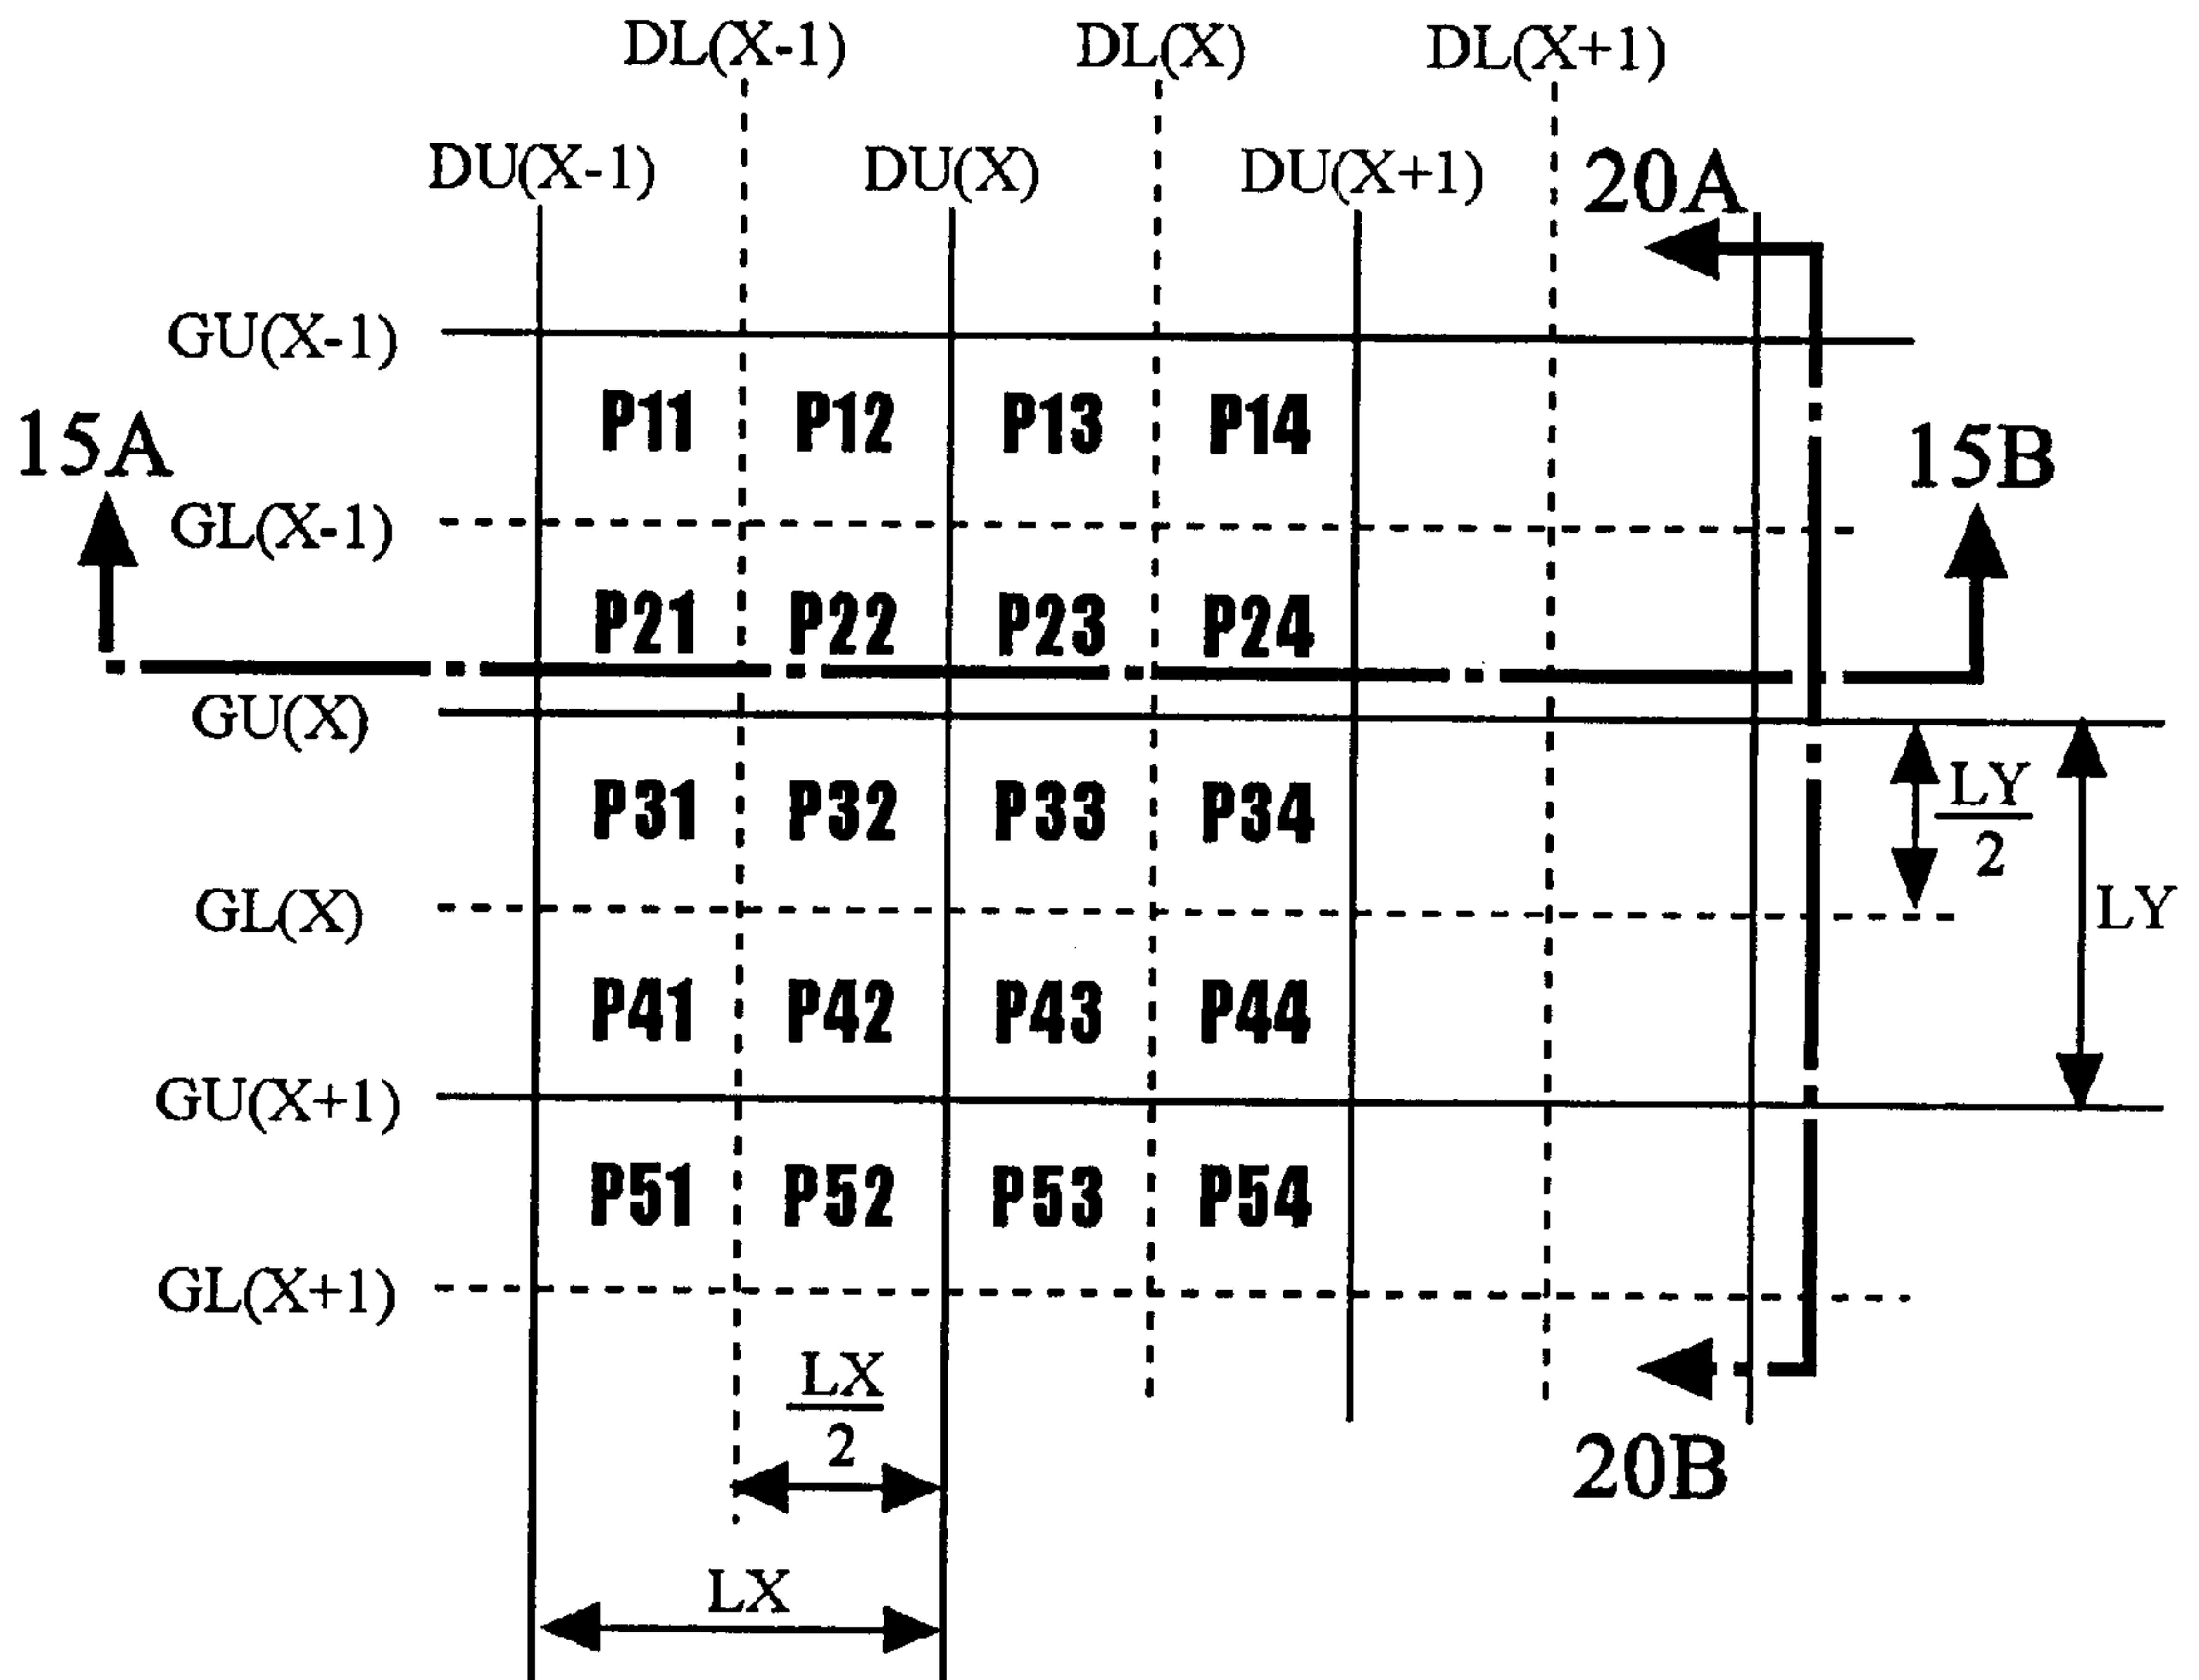 DL(X-1) DL(X) DL(X+1)
DU(X-1) DU(X) DU(X+1) 20A
GU(X-1)
P11 P12 P13 P14
15A 15B
GL(X-1)
P21 P22 P23 P24
GU(X)
P31 P32 P33 P34
LY
2
GL(X)
LY
P41 P42 P43 P44
GU(X+1)
P51 P52 P53 P54
GL(X+1)
LX
2
20B
LX